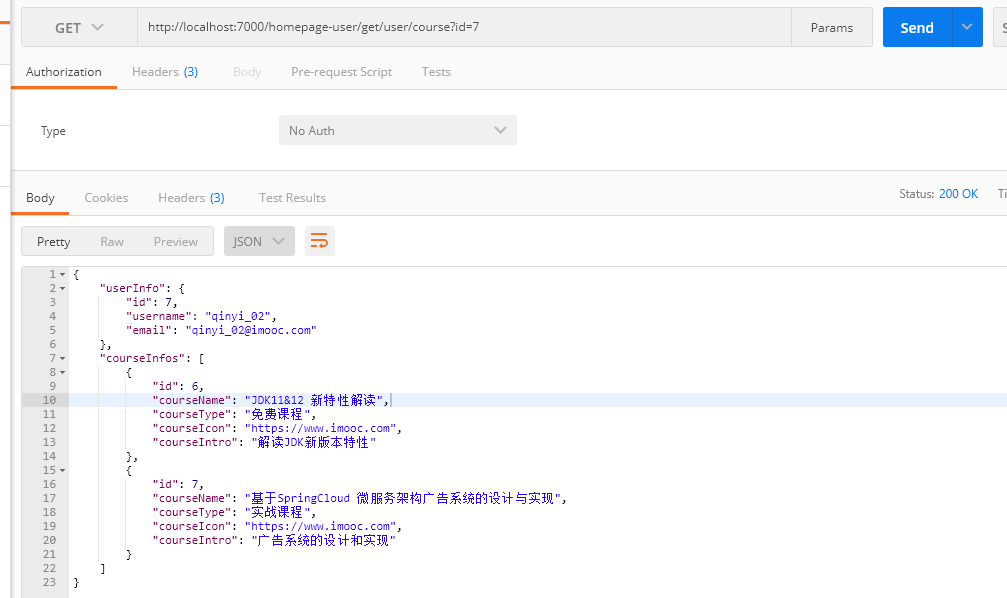 GET http://localhost:7000/homepage-user/get/user/course?id=7 Params Send S
Authorization Headers (3) Body Pre-request Script Tests
Type No Auth
Body Cookies Headers (3) Test Results Status: 200 OK Ti
Pretty Raw Preview JSON
1 {
2 "userInfo": {
3 "id": 7,
4 "username": "qinyi_02",
5 "email": "qinyi_02@imooc.com"
6 },
7 "courseInfos": [
8 {
9 "id": 6,
10 "courseName": "JDK11&12 新特性解读",
11 "courseType": "免费课程",
12 "courseIcon": "https://www.imooc.com",
13 "courseIntro": "解读JDK新版本特性"
14 },
15 {
16 "id": 7,
17 "courseName": "基于SpringCloud 微服务架构广告系统的设计与实现",
18 "courseType": "实战课程",
19 "courseIcon": "https://www.imooc.com",
20 "courseIntro": "广告系统的设计和实现"
21 }
22 ]
23 }